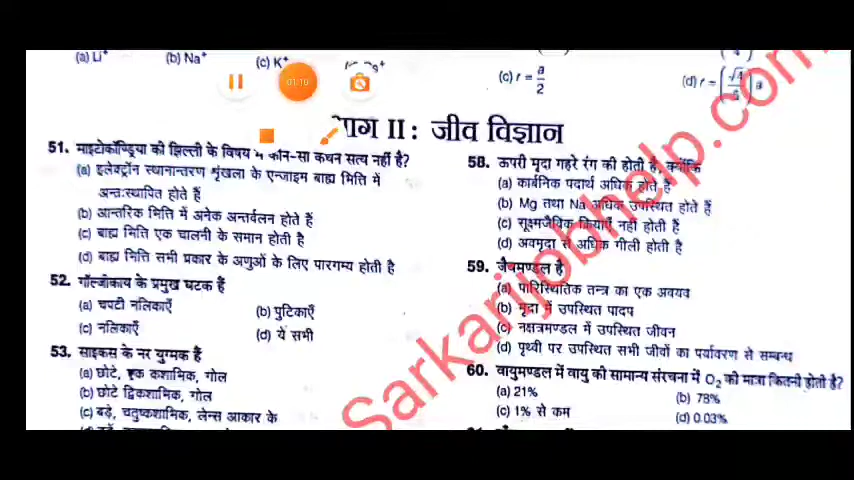 (a) Li⁺ (b) Na⁺ (c) K⁺
(c) r = a/2 (d) r =
भाग II : जीव विज्ञान
51. माइटोकॉण्ड्रिया की झिल्ली के विषय में कौन-सा कथन सत्य नहीं है?
(a) इलेक्ट्रॉन स्थानान्तरण शृंखला के एन्जाइम बाह्य भित्ति में
अन्तःस्थापित होते हैं
(b) आन्तरिक भित्ति में अनेक अन्तर्वलन होते हैं
(c) बाह्य भित्ति एक चालनी के समान होती है
(d) बाह्य भित्ति सभी प्रकार के अणुओं के लिए पारगम्य होती है
52. गॉल्जीकाय के प्रमुख घटक हैं
(a) चपटी नलिकाएँ (b) पुटिकाएँ
(c) नलिकाएँ (d) ये सभी
53. साइकस के नर युग्मक हैं
(a) छोटे, एक कशामिक, गोल
(b) छोटे द्विकशामिक, गोल
(c) बड़े, चतुष्कशामिक, लेन्स आकार के
58. ऊपरी मृदा गहरे रंग की होती है, क्योंकि
(a) कार्बनिक पदार्थ अधिक होते हैं
(b) Mg तथा Na अधिक उपस्थित होते हैं
(c) सूक्ष्मजैविक क्रियाएँ नहीं होती हैं
(d) अवमृदा से अधिक गीली होती है
59. जैवमण्डल है
(a) पारिस्थितिक तन्त्र का एक अवयव
(b) मृदा में उपस्थित पादप
(c) नक्षत्रमण्डल में उपस्थित जीवन
(d) पृथ्वी पर उपस्थित सभी जीवों का पर्यावरण से सम्बन्ध
60. वायुमण्डल में वायु की सामान्य संरचना में O₂ की मात्रा कितनी होती है?
(a) 21% (b) 78%
(c) 1% से कम (d) 0.03%
Sarkarijobhelp.com
01:10